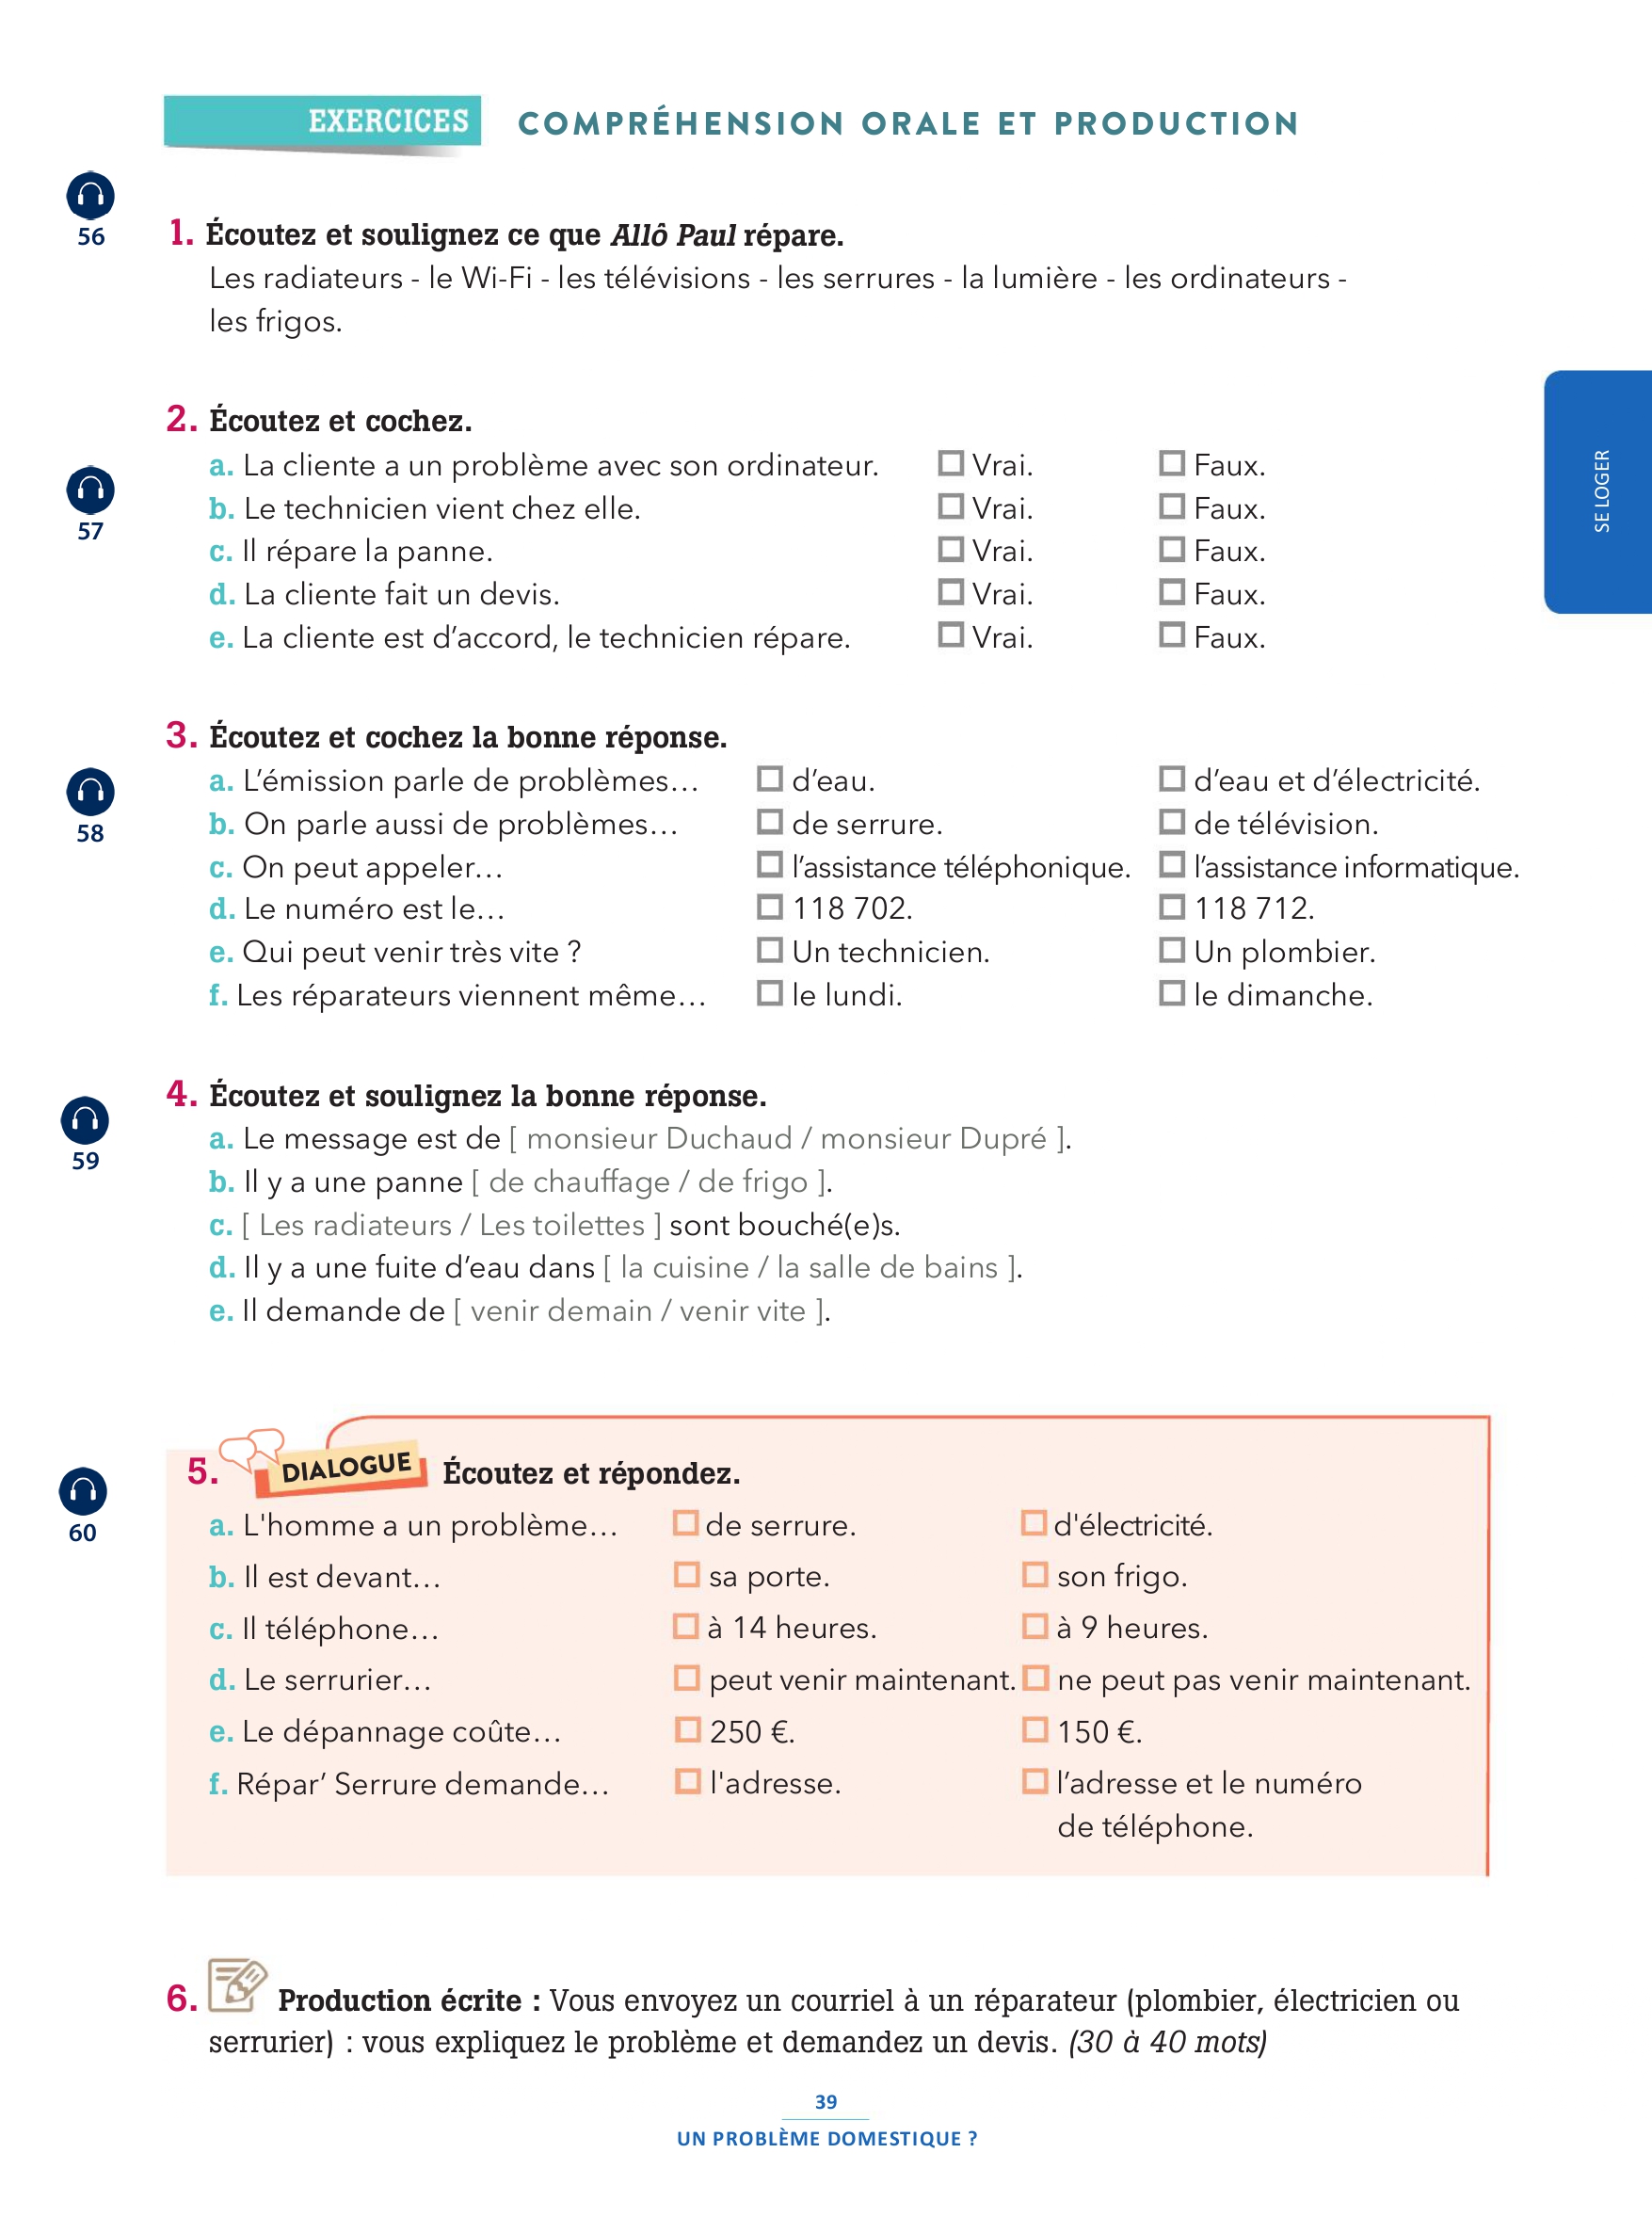 EXERCICES COMPRÉHENSION ORALE ET PRODUCTION
56
1. Écoutez et soulignez ce que Allô Paul répare.
Les radiateurs - le Wi-Fi - les télévisions - les serrures - la lumière - les ordinateurs -
les frigos.
SE LOGER
57
2. Écoutez et cochez.
a. La cliente a un problème avec son ordinateur. Vrai. Faux.
b. Le technicien vient chez elle. Vrai. Faux.
c. Il répare la panne. Vrai. Faux.
d. La cliente fait un devis. Vrai. Faux.
e. La cliente est d’accord, le technicien répare. Vrai. Faux.
58
3. Écoutez et cochez la bonne réponse.
a. L’émission parle de problèmes… d’eau. d’eau et d’électricité.
b. On parle aussi de problèmes… de serrure. de télévision.
c. On peut appeler… l’assistance téléphonique. l’assistance informatique.
d. Le numéro est le… 118 702. 118 712.
e. Qui peut venir très vite ? Un technicien. Un plombier.
f. Les réparateurs viennent même… le lundi. le dimanche.
59
4. Écoutez et soulignez la bonne réponse.
a. Le message est de [ monsieur Duchaud / monsieur Dupré ].
b. Il y a une panne [ de chauffage / de frigo ].
c. [ Les radiateurs / Les toilettes ] sont bouché(e)s.
d. Il y a une fuite d’eau dans [ la cuisine / la salle de bains ].
e. Il demande de [ venir demain / venir vite ].
60
5. DIALOGUE Écoutez et répondez.
a. L'homme a un problème… de serrure. d'électricité.
b. Il est devant… sa porte. son frigo.
c. Il téléphone… à 14 heures. à 9 heures.
d. Le serrurier… peut venir maintenant. ne peut pas venir maintenant.
e. Le dépannage coûte… 250 €. 150 €.
f. Répar’ Serrure demande… l'adresse. l’adresse et le numéro
de téléphone.
6. Production écrite : Vous envoyez un courriel à un réparateur (plombier, électricien ou
serrurier) : vous expliquez le problème et demandez un devis. (30 à 40 mots)
39
UN PROBLÈME DOMESTIQUE ?